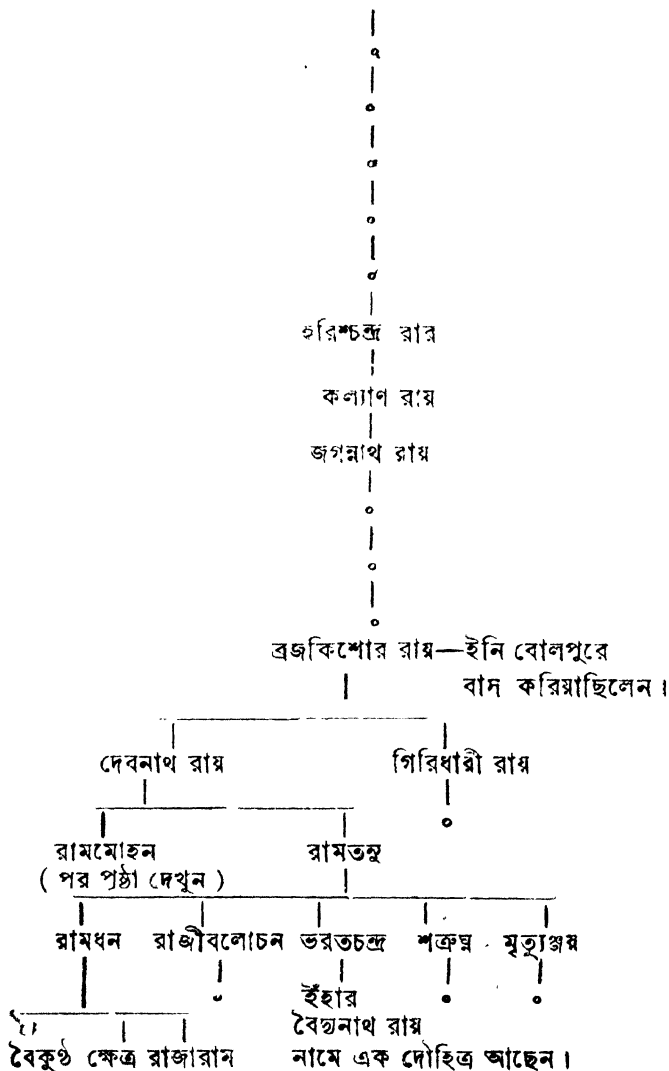 হরিশ্চন্দ্র রার
কল্যাণ রায়
জগন্নাথ রায়
ব্রজকিশোর রায়—ইনি বোলপুরে
বাস করিয়াছিলেন।
দেবনাথ রায় গিরিধারী রায়
রামমোহন রামতনু
( পর পৃষ্ঠা দেখুন )
রামধন রাজীবলোচন ভরতচন্দ্র শত্রুঘ্ন মৃত্যুঞ্জয়
ইঁহার
বৈদ্যনাথ রায়
বৈকুণ্ঠ ক্ষেত্র রাজারাম নামে এক দৌহিত্র আছেন।